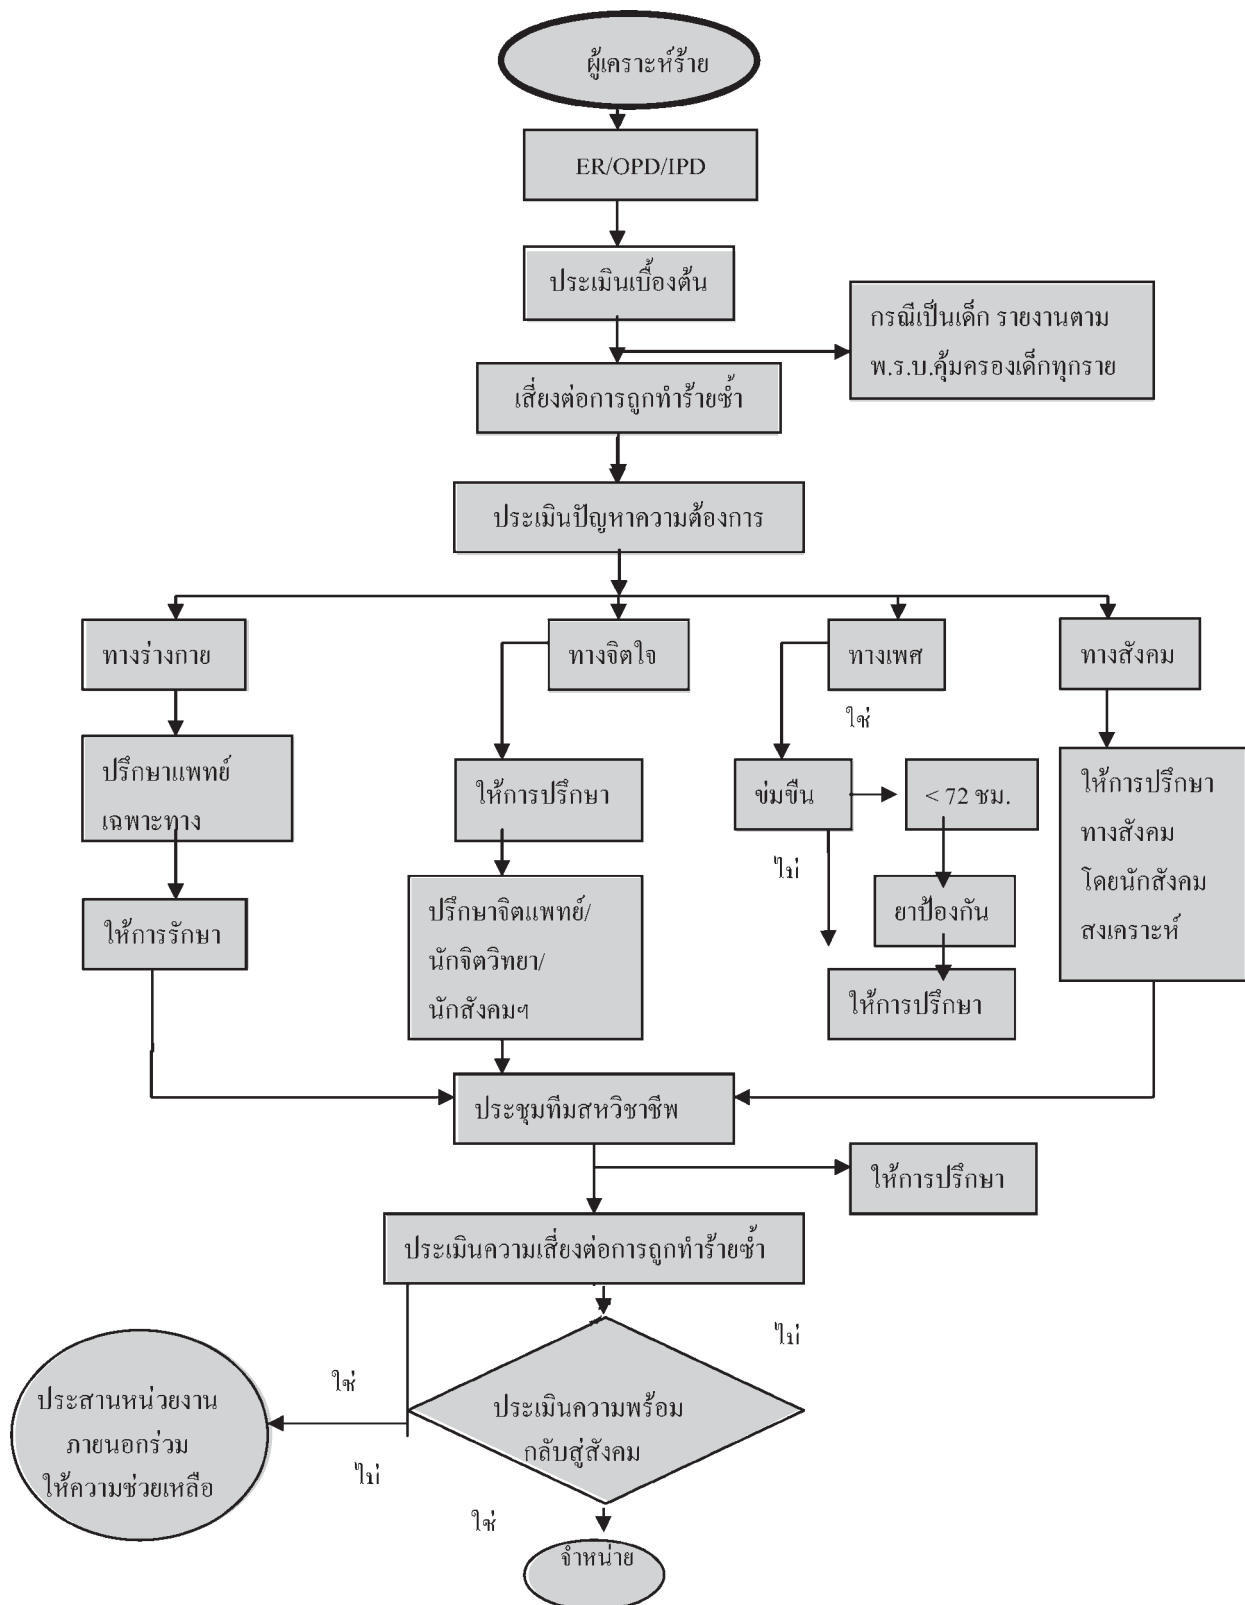 ผู้เคราะห์ร้าย
ER/OPD/IPD
ประเมินเบื้องต้น
กรณีเป็นเด็ก รายงานตาม
พ.ร.บ.คุ้มครองเด็กทุกราย
เสี่ยงต่อการถูกทำร้ายซ้ำ
ประเมินปัญหาความต้องการ
ทางร่างกาย
ทางจิตใจ
ทางเพศ
ทางสังคม
ใช่
ปรึกษาแพทย์
เฉพาะทาง
ให้การปรึกษา
ข่มขืน
< 72 ชม.
ให้การปรึกษา
ทางสังคม
โดยนักสังคม
สงเคราะห์
ไม่
ให้การรักษา
ปรึกษาจิตแพทย์/
นักจิตวิทยา/
นักสังคมฯ
ยาป้องกัน
ให้การปรึกษา
ประชุมทีมสหวิชาชีพ
ให้การปรึกษา
ประเมินความเสี่ยงต่อการถูกทำร้ายซ้ำ
ไม่
ใช่
ประสานหน่วยงาน
ภายนอกร่วม
ให้ความช่วยเหลือ
ประเมินความพร้อม
กลับสู่สังคม
ไม่
ใช่
จำหน่าย